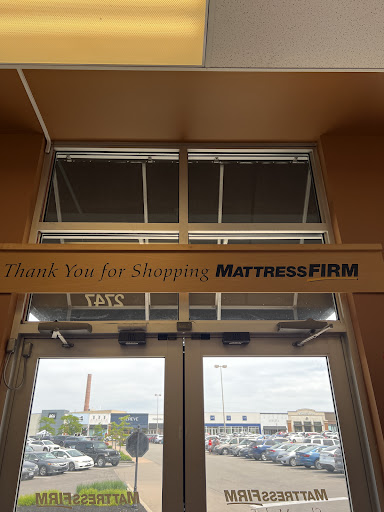 Thank You for Shopping MATTRESSFIRM
2747
MATTRESSFIRM MATTRESSFIRM